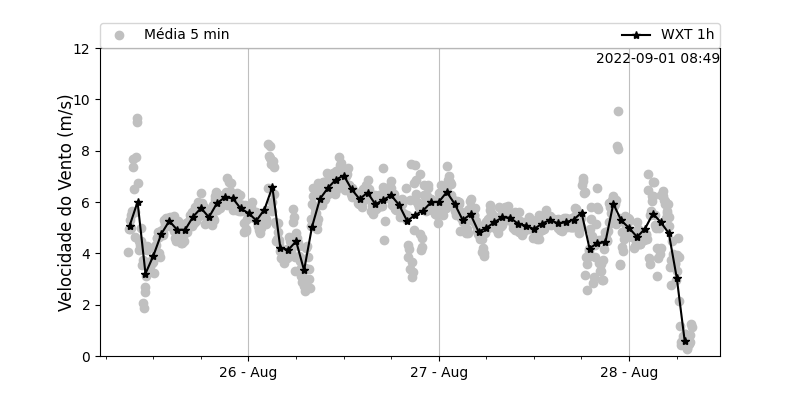 Média 5 min
WXT 1h
2022-09-01 08:49
Velocidade do Vento (m/s)
12
10
8
6
4
2
0
26 - Aug
27 - Aug
28 - Aug